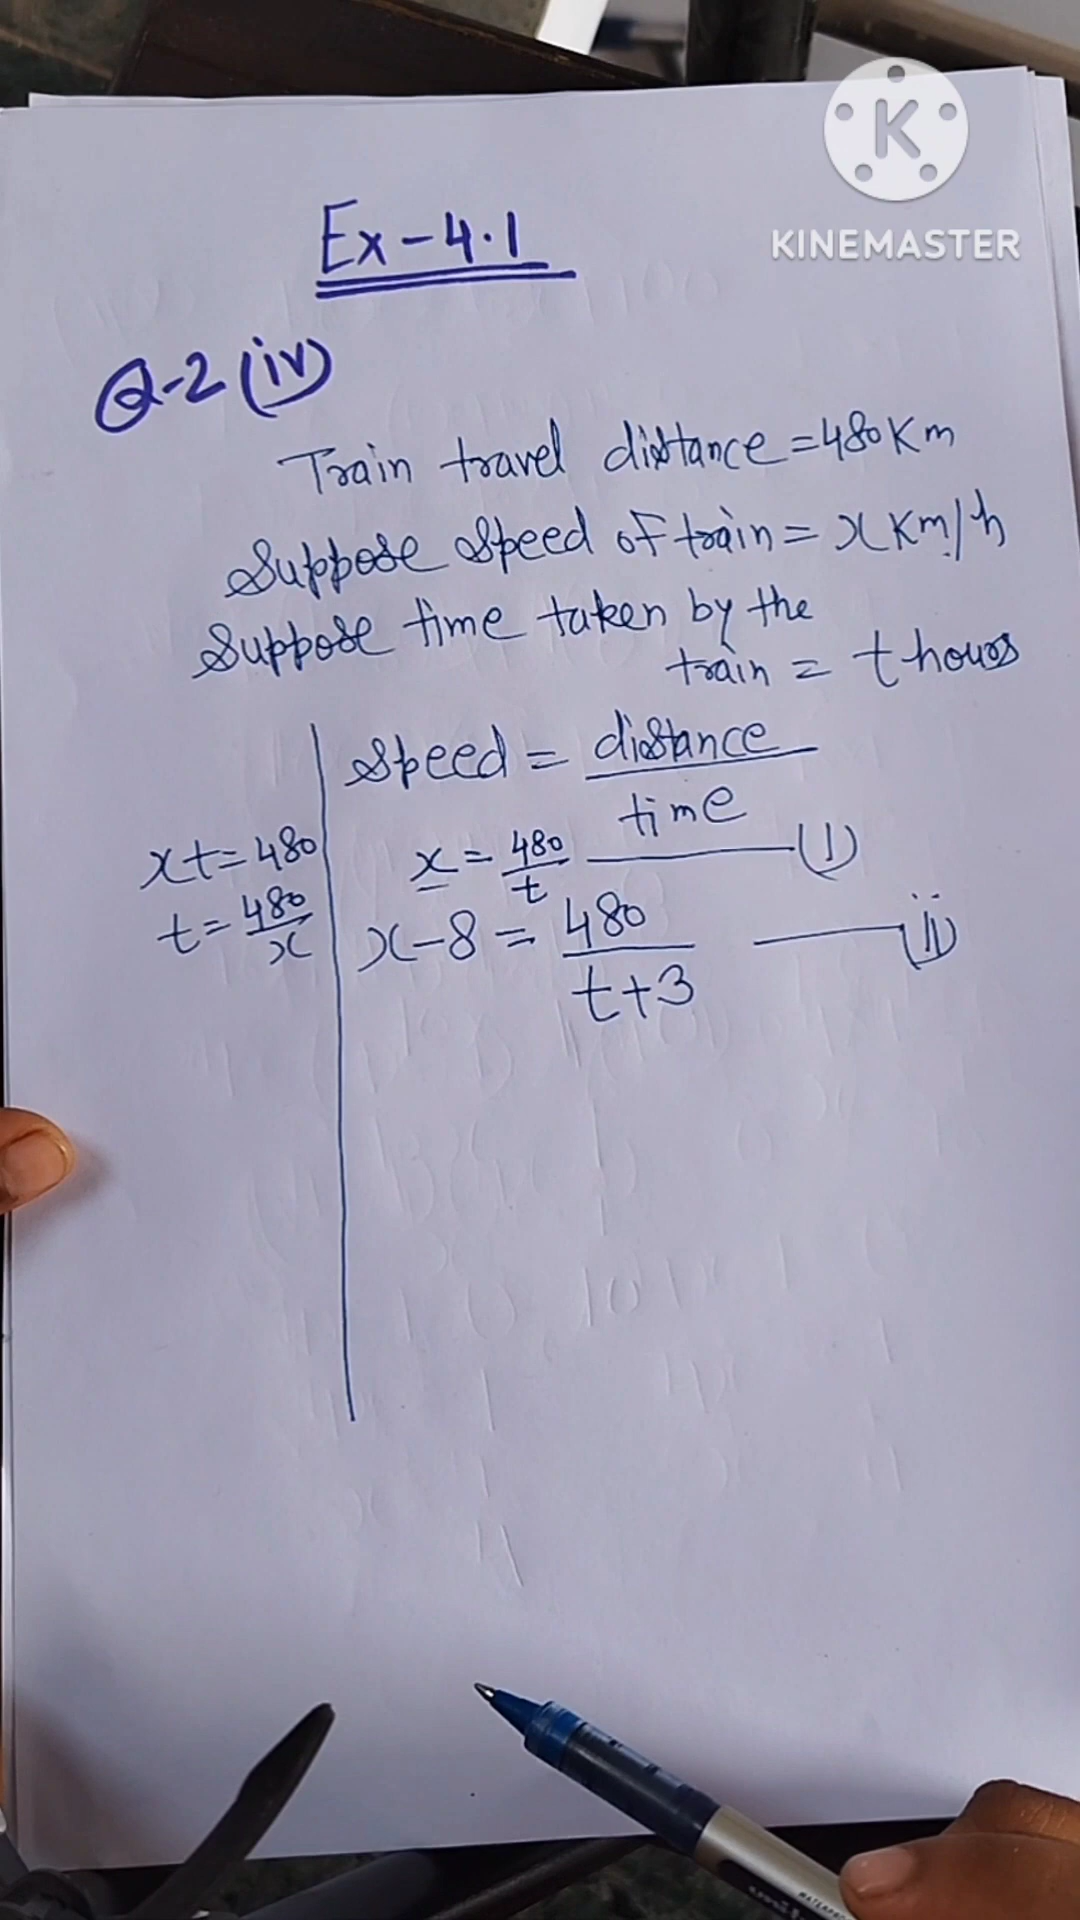 K
KINEMASTER
Ex-4.1
Q-2 (iv)
Train travel distance = 480 Km
Suppose speed of train = x Km/h
Suppose time taken by the
train = t hours
Speed = distance / time
xt = 480
t = 480/x
x = 480/t (I)
x-8 = 480/t+3 (ii)